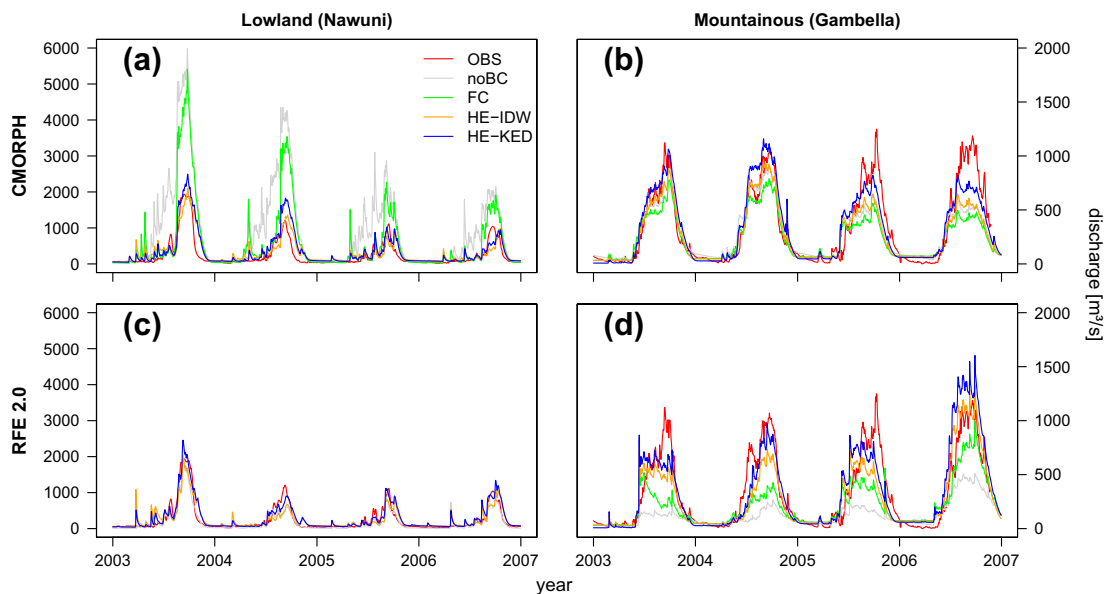 Lowland (Nawuni)
Mountainous (Gambella)
(a)
(b)
OBS
noBC
FC
HE−IDW
HE−KED
CMORPH
6000
5000
4000
3000
2000
1000
0
2000
1500
1000
500
0
discharge [m³/s]
(c)
(d)
RFE 2.0
6000
5000
4000
3000
2000
1000
0
2000
1500
1000
500
0
2003 2004 2005 2006 2007
2003 2004 2005 2006 2007
year